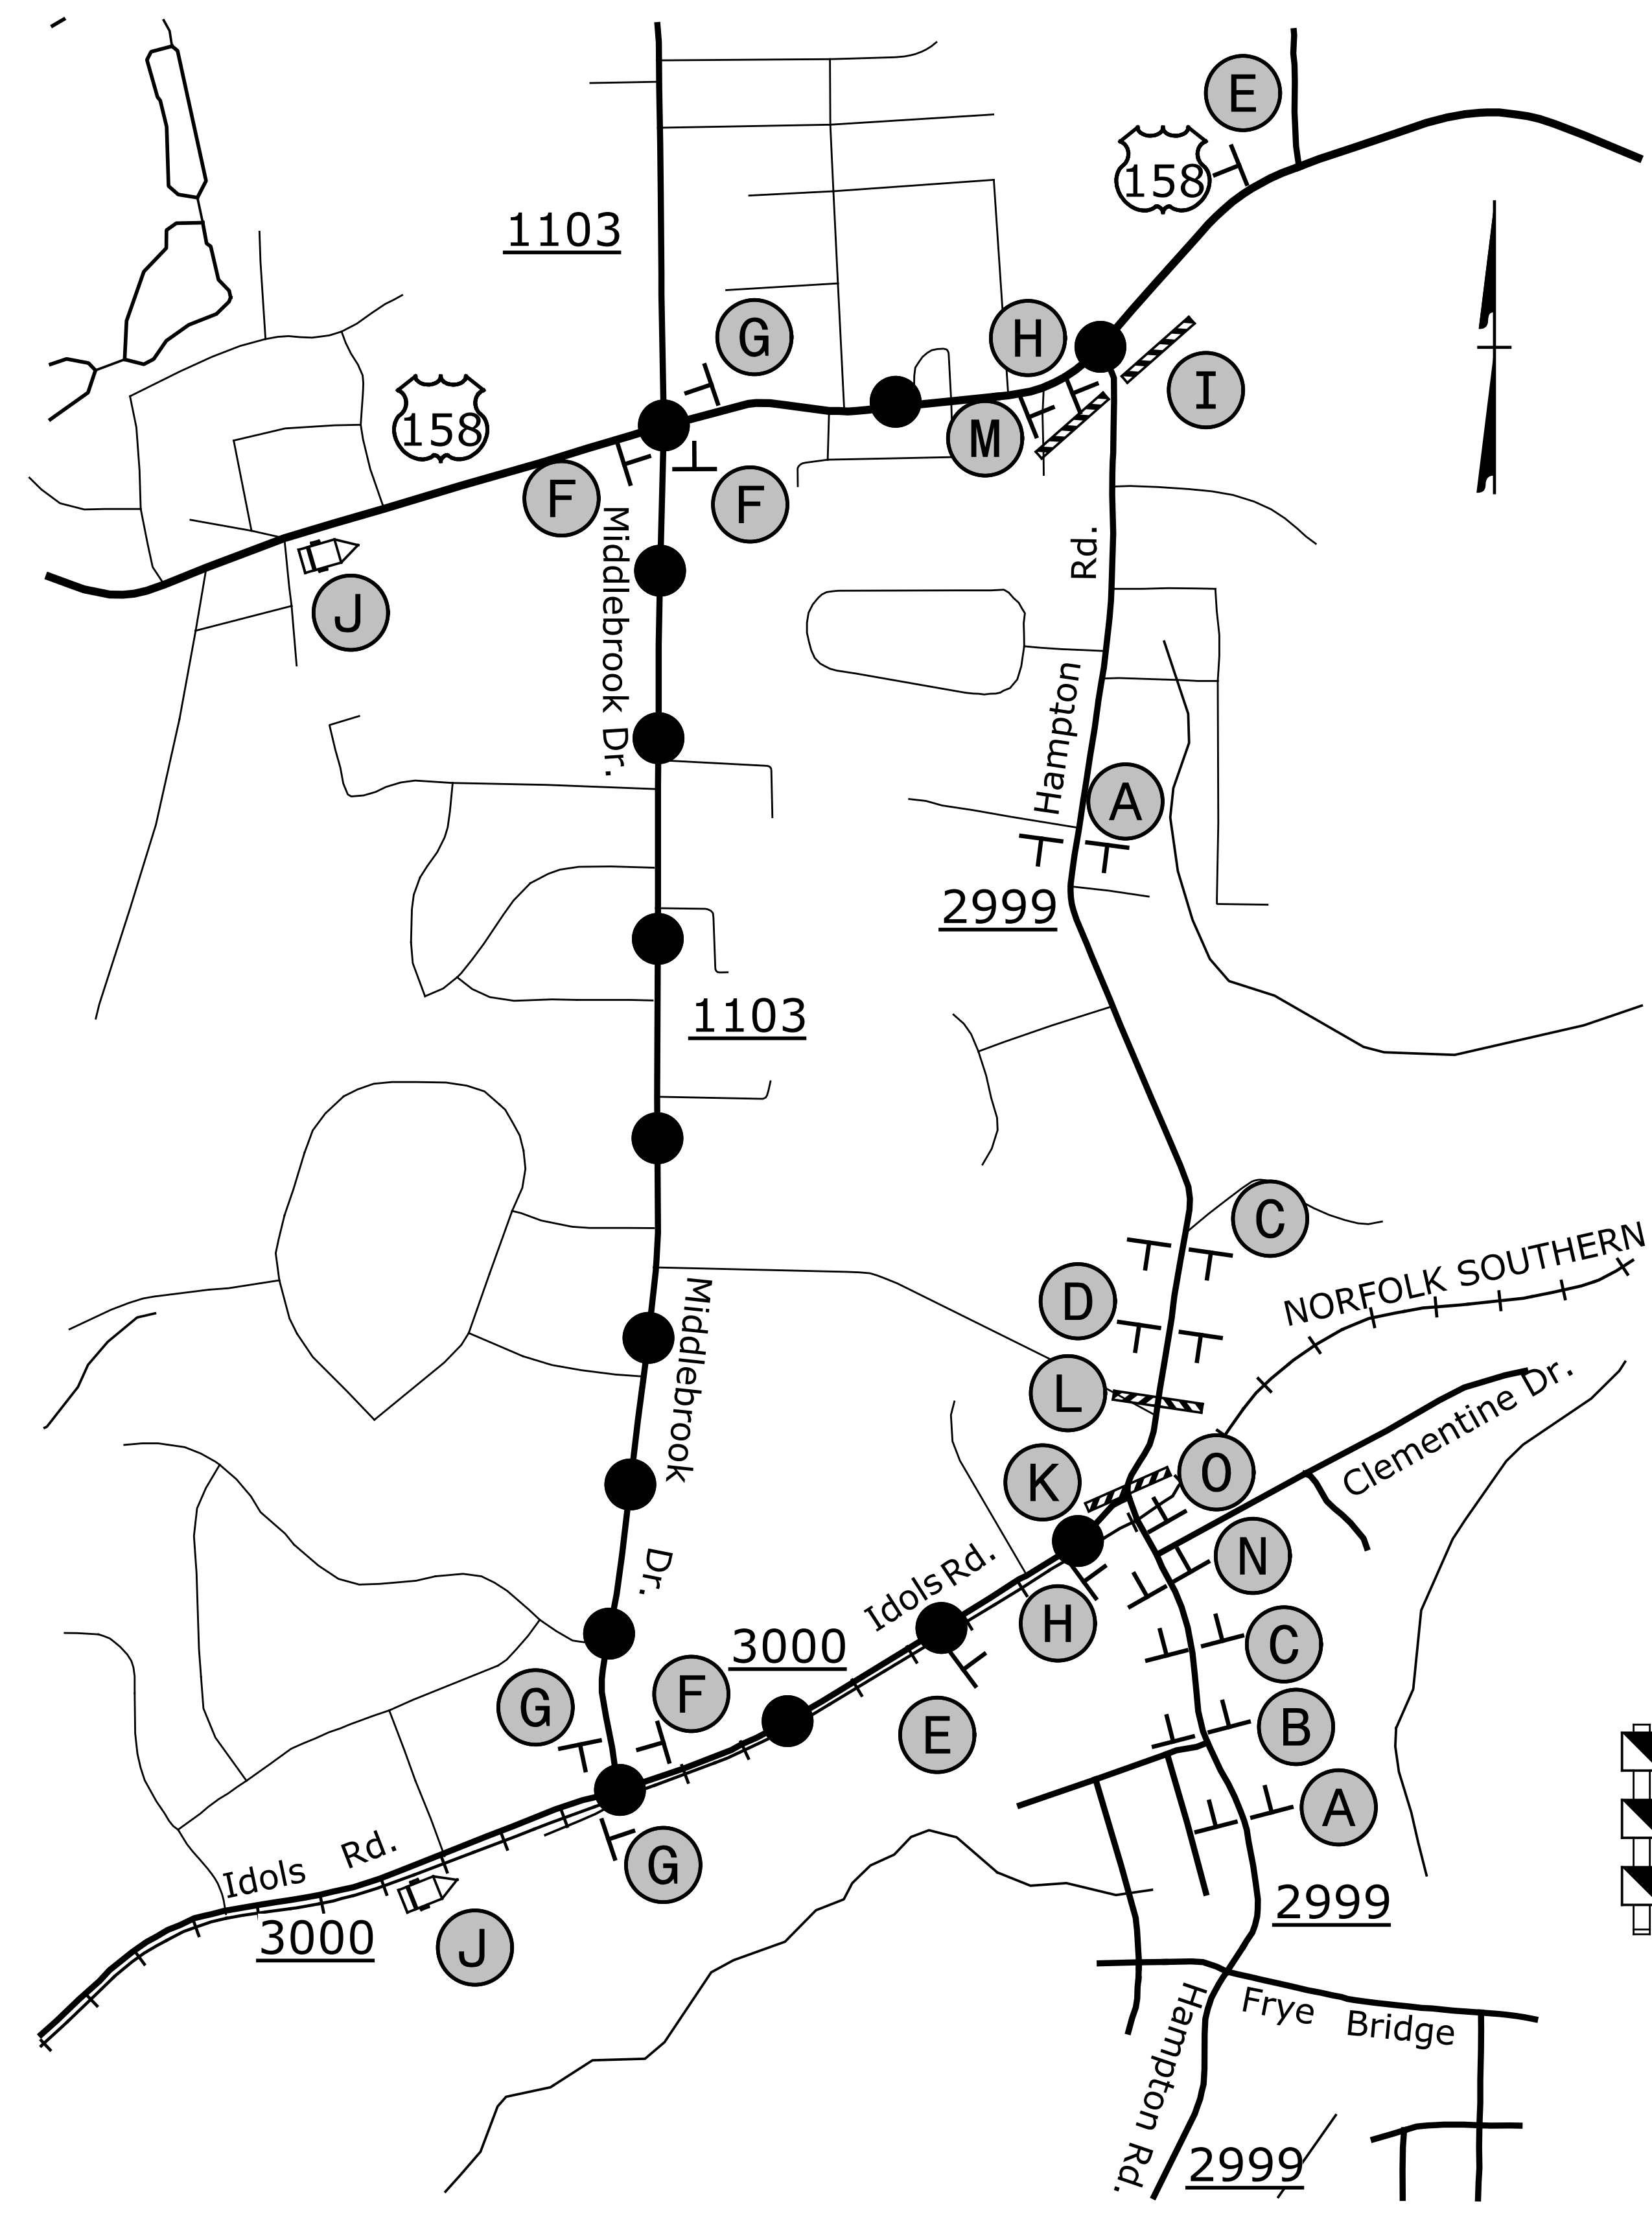 E
158
1103
G
H
I
158
M
F
F
Rd.
J
Middlebrook Dr.
Hampton
A
2999
1103
C
D
NORFOLK SOUTHERN
L
Clementine Dr.
K
O
Middlebrook
N
Dr.
Idols Rd.
H
3000
C
G
F
E
B
A
G
Idols Rd.
2999
3000
J
Frye Bridge
Hampton Rd.
2999